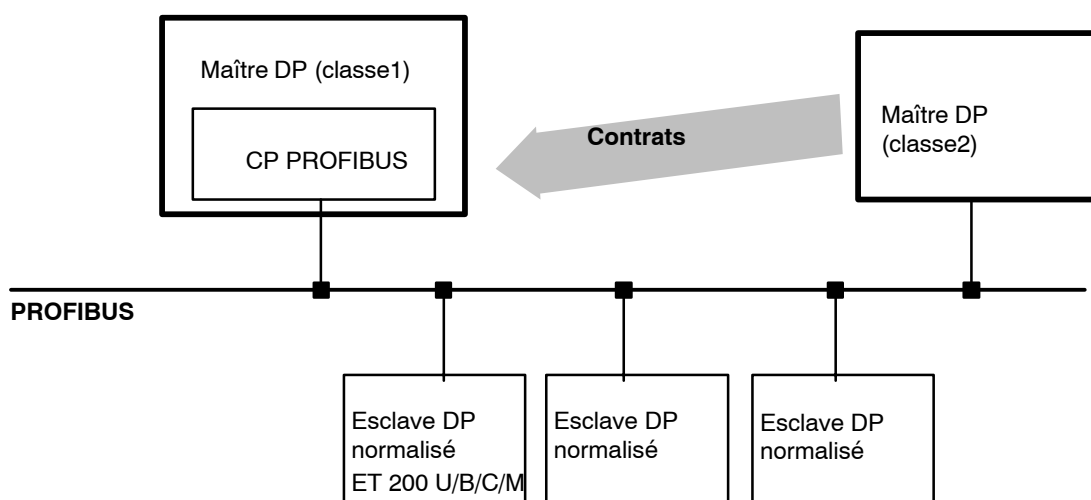 Maître DP (classe1)
CP PROFIBUS
Contrats
Maître DP
(classe2)
PROFIBUS
Esclave DP
normalisé
ET 200 U/B/C/M
Esclave DP
normalisé
Esclave DP
normalisé